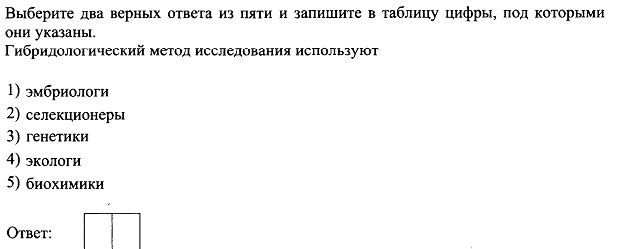 Выберите два верных ответа из пяти и запишите в таблицу цифры, под которыми
они указаны.
Гибридологический метод исследования используют
1) эмбриологи
2) селекционеры
3) генетики
4) экологи
5) биохимики
Ответ: